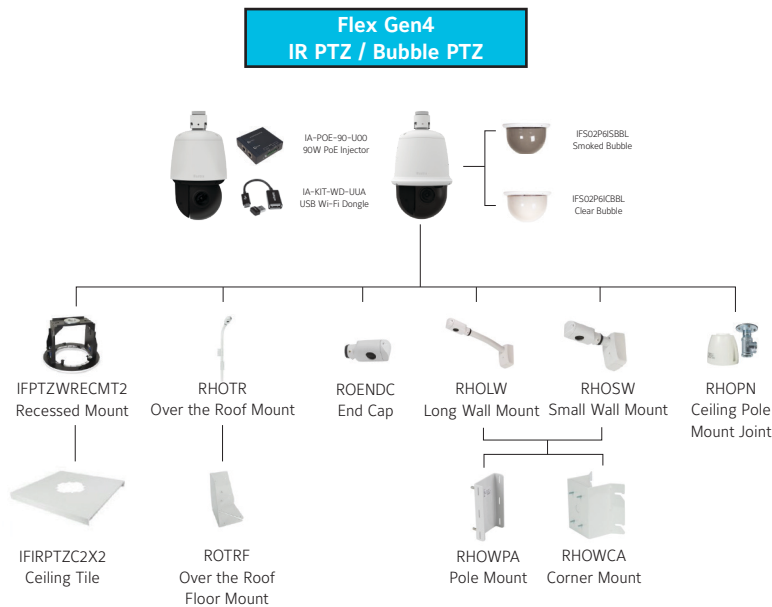 Flex Gen4
IR PTZ / Bubble PTZ
IA-POE-90-U00
90W PoE Injector
IA-KIT-WD-UUA
USB Wi-Fi Dongle
IFS02P6ISBBL
Smoked Bubble
IFS02P6ICBBL
Clear Bubble
IFPTZWRECMT2
Recessed Mount
RHOTR
Over the Roof Mount
ROENDC
End Cap
RHOLW
Long Wall Mount
RHOSW
Small Wall Mount
RHOPN
Ceiling Pole
Mount Joint
IFIRPTZC2X2
Ceiling Tile
ROTRF
Over the Roof
Floor Mount
RHOWPA
Pole Mount
RHOWCA
Corner Mount